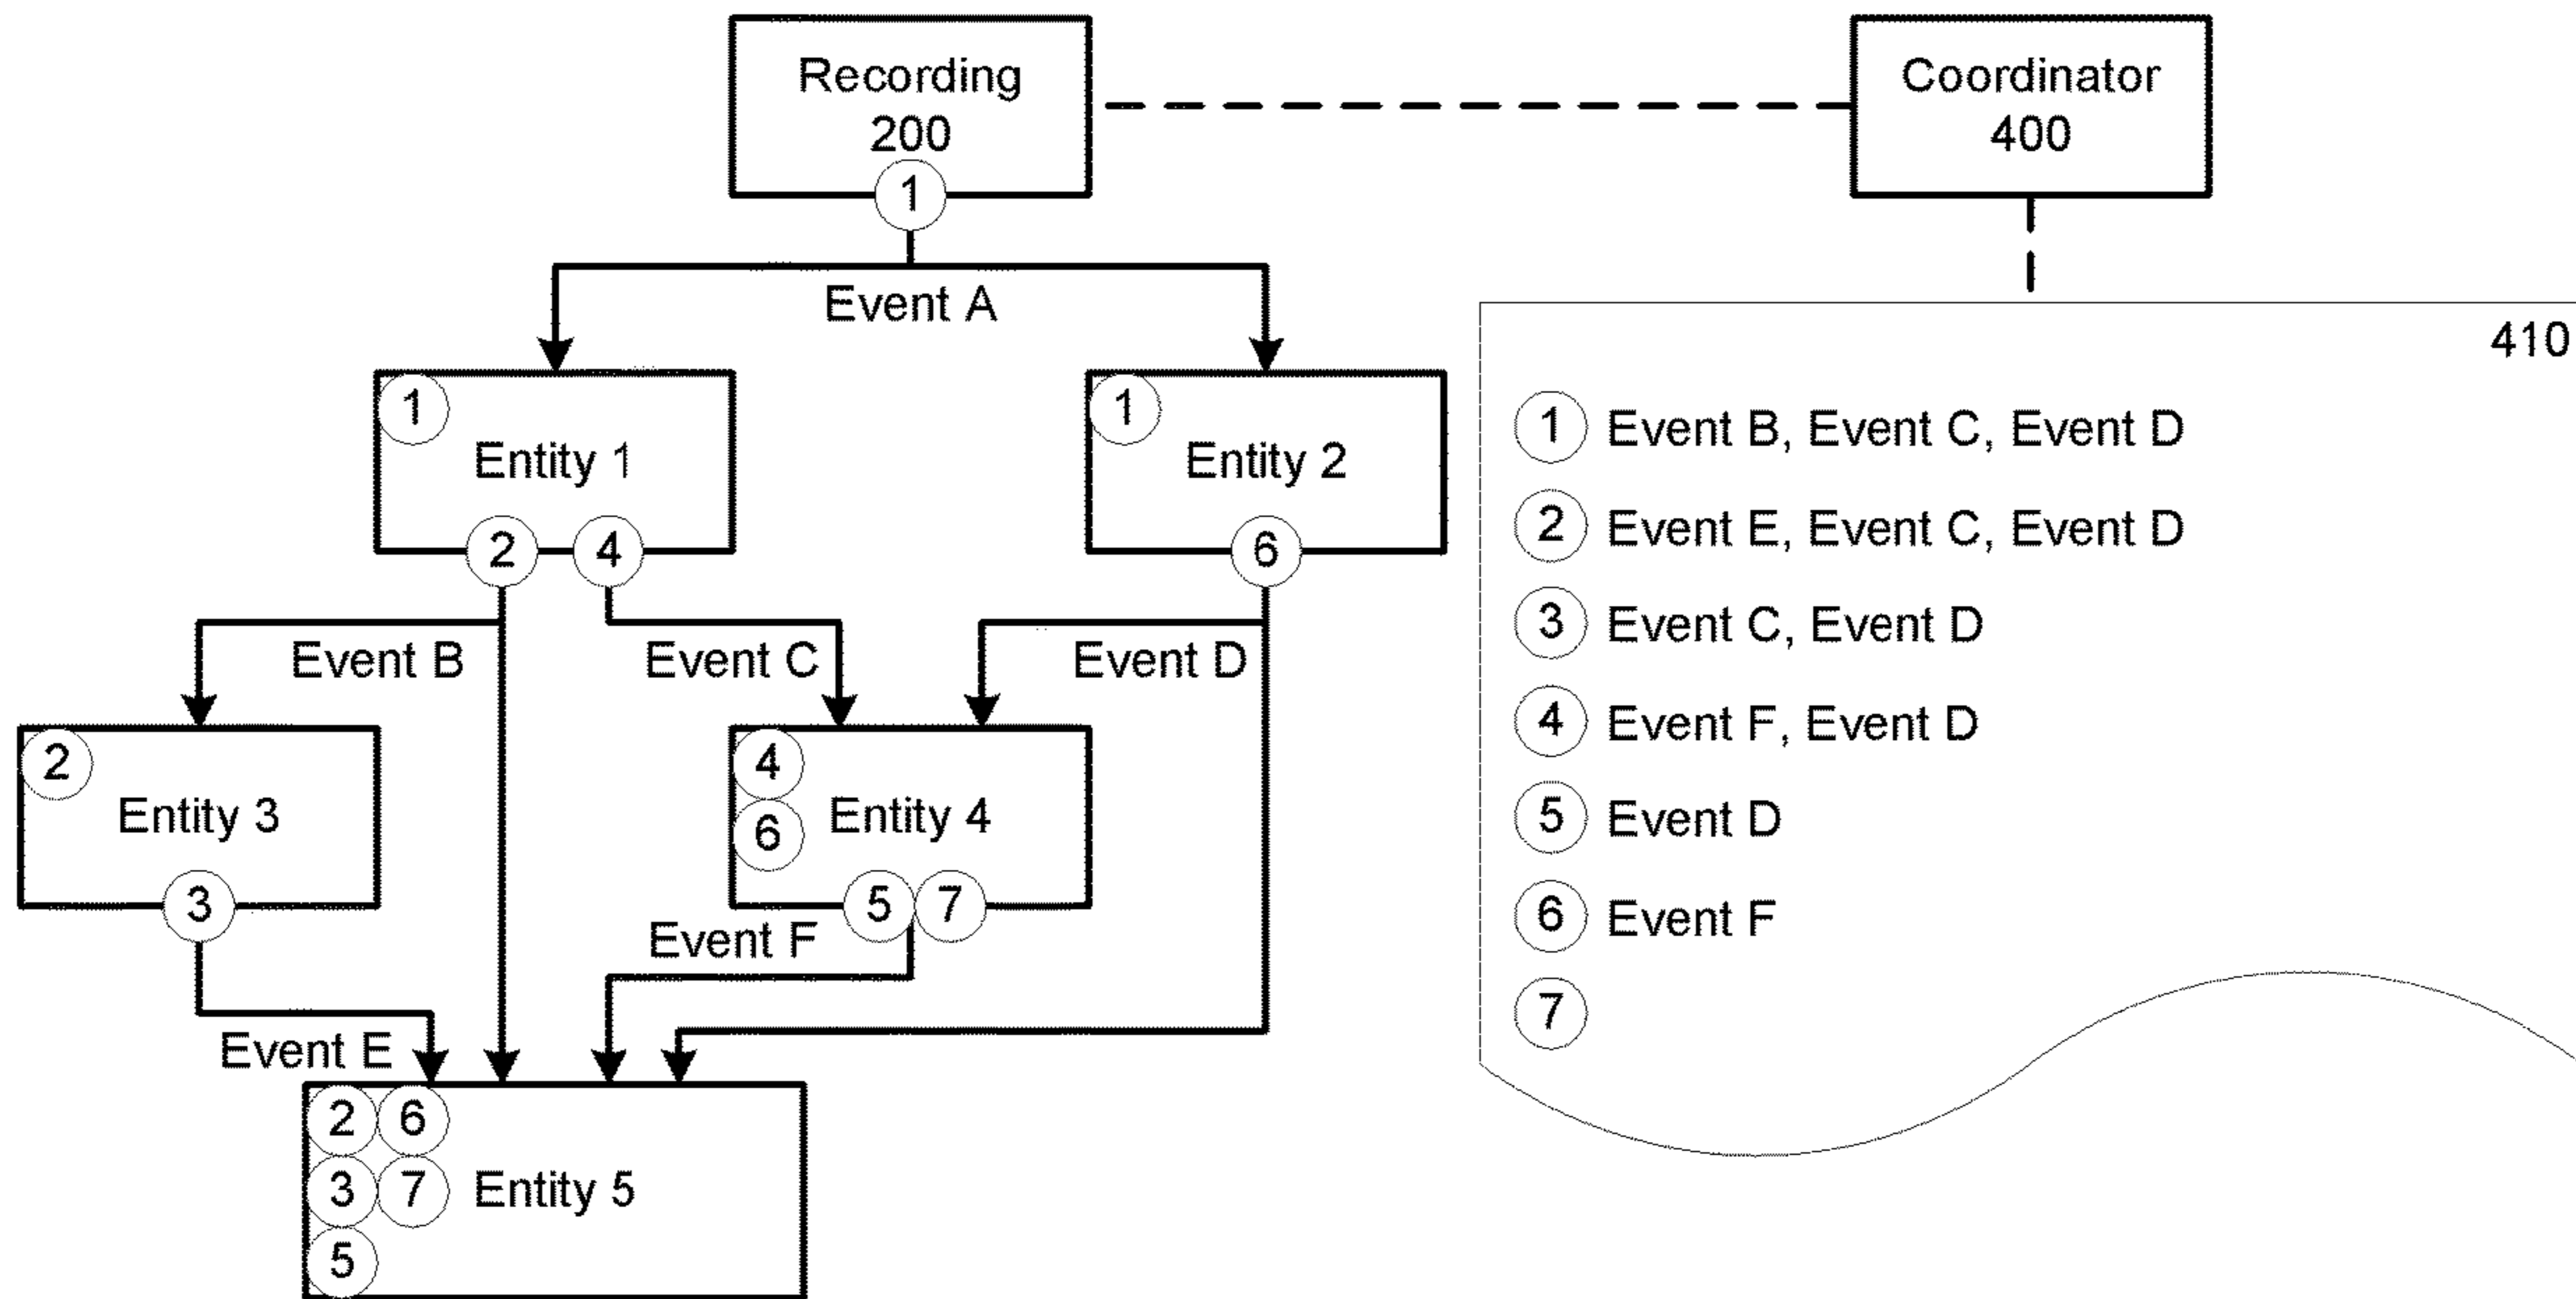 Recording
200
1
Coordinator
400
Event A
410
1
Entity 1
2
4
1
Entity 2
6
1 Event B, Event C, Event D
2 Event E, Event C, Event D
3 Event C, Event D
4 Event F, Event D
5 Event D
6 Event F
7
Event B
Event C
Event D
2
Entity 3
3
4
6
Entity 4
5
7
Event F
Event E
2 6
3 7
5
Entity 5